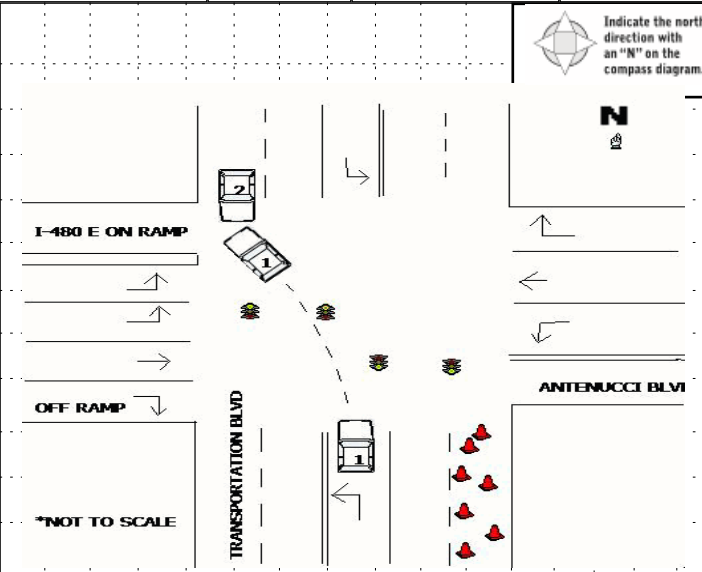 Indicate the north
direction with
an "N" on the
compass diagram.
N
2
I-480 E ON RAMP
1
ANTENUCCI BLV
OFF RAMP
TRANSPORTATION BLVD
1
*NOT TO SCALE